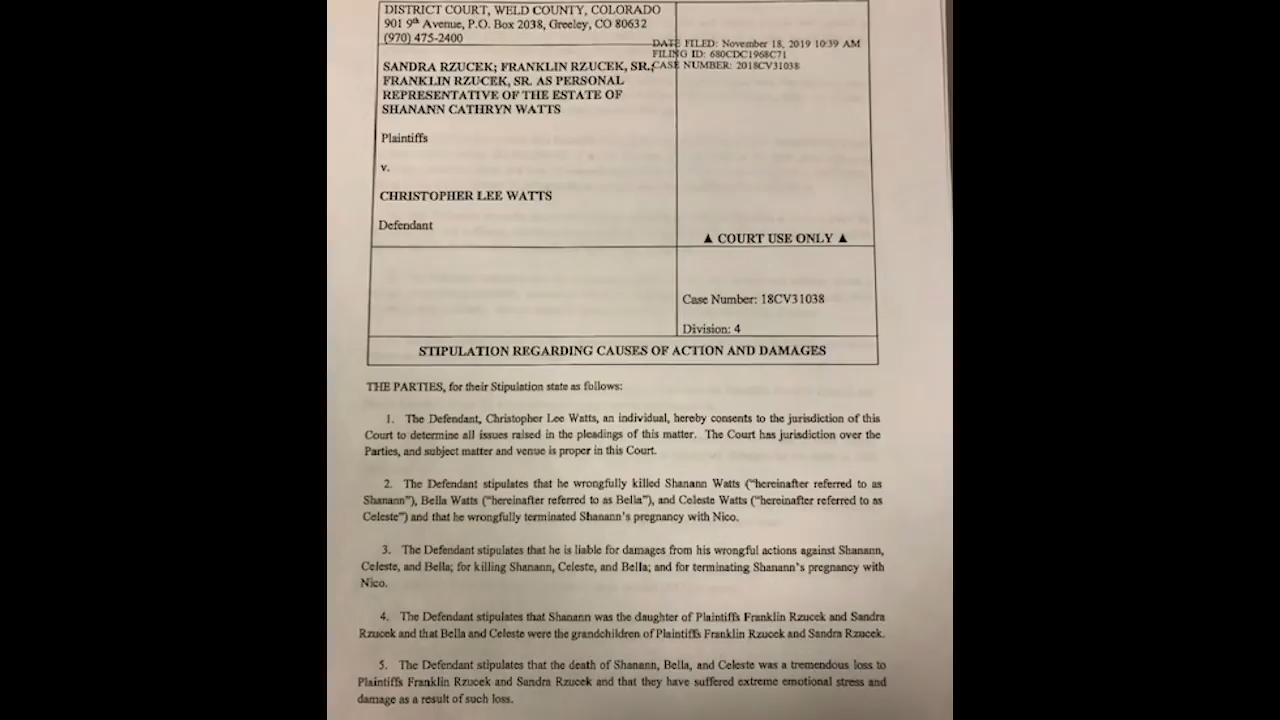 DISTRICT COURT, WELD COUNTY, COLORADO
901 9th Avenue, P.O. Box 2038, Greeley, CO 80632
(970) 475-2400
DATE FILED: November 18, 2019 10:39 AM
FILING ID: 680CDC1968C71
CASE NUMBER: 2018CV31038
SANDRA RZUCEK; FRANKLIN RZUCEK, SR.;
FRANKLIN RZUCEK, SR. AS PERSONAL
REPRESENTATIVE OF THE ESTATE OF
SHANANN CATHRYN WATTS
Plaintiffs
v.
CHRISTOPHER LEE WATTS
Defendant
▲ COURT USE ONLY ▲
Case Number: 18CV31038
Division: 4
STIPULATION REGARDING CAUSES OF ACTION AND DAMAGES
THE PARTIES, for their Stipulation state as follows:
1. The Defendant, Christopher Lee Watts, an individual, hereby consents to the jurisdiction of this
Court to determine all issues raised in the pleadings of this matter. The Court has jurisdiction over the
Parties, and subject matter and venue is proper in this Court.
2. The Defendant stipulates that he wrongfully killed Shanann Watts ("hereinafter referred to as
Shanann"), Bella Watts ("hereinafter referred to as Bella"), and Celeste Watts ("hereinafter referred to as
Celeste") and that he wrongfully terminated Shanann's pregnancy with Nico.
3. The Defendant stipulates that he is liable for damages from his wrongful actions against Shanann,
Celeste, and Bella; for killing Shanann, Celeste, and Bella; and for terminating Shanann's pregnancy with
Nico.
4. The Defendant stipulates that Shanann was the daughter of Plaintiffs Franklin Rzucek and Sandra
Rzucek and that Bella and Celeste were the grandchildren of Plaintiffs Franklin Rzucek and Sandra Rzucek.
5. The Defendant stipulates that the death of Shanann, Bella, and Celeste was a tremendous loss to
Plaintiffs Franklin Rzucek and Sandra Rzucek and that they have suffered extreme emotional stress and
damage as a result of such loss.